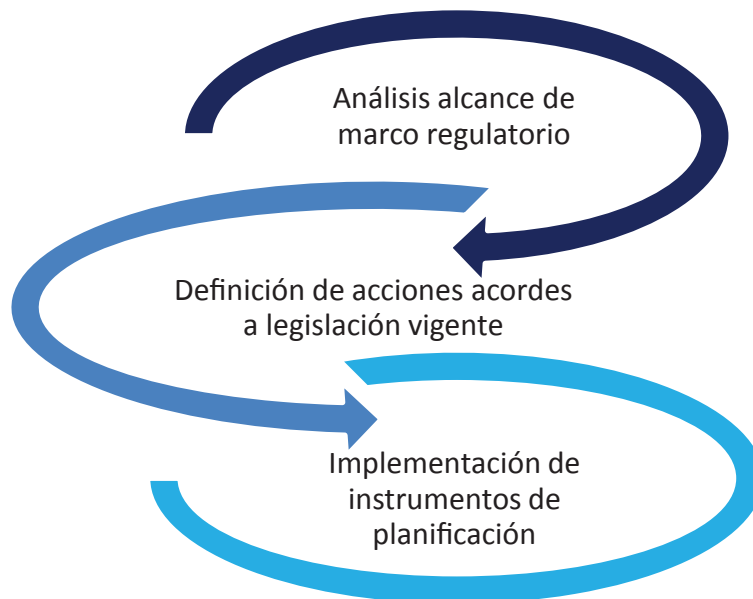 Análisis alcance de
marco regulatorio
Definición de acciones acordes
a legislación vigente
Implementación de
instrumentos de
planificación